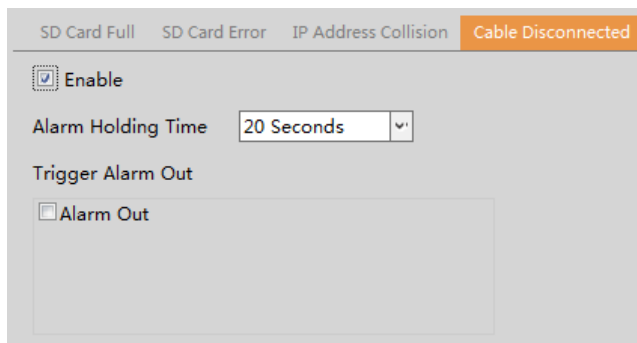 SD Card Full SD Card Error IP Address Collision Cable Disconnected
Enable
Alarm Holding Time 20 Seconds
Trigger Alarm Out
Alarm Out